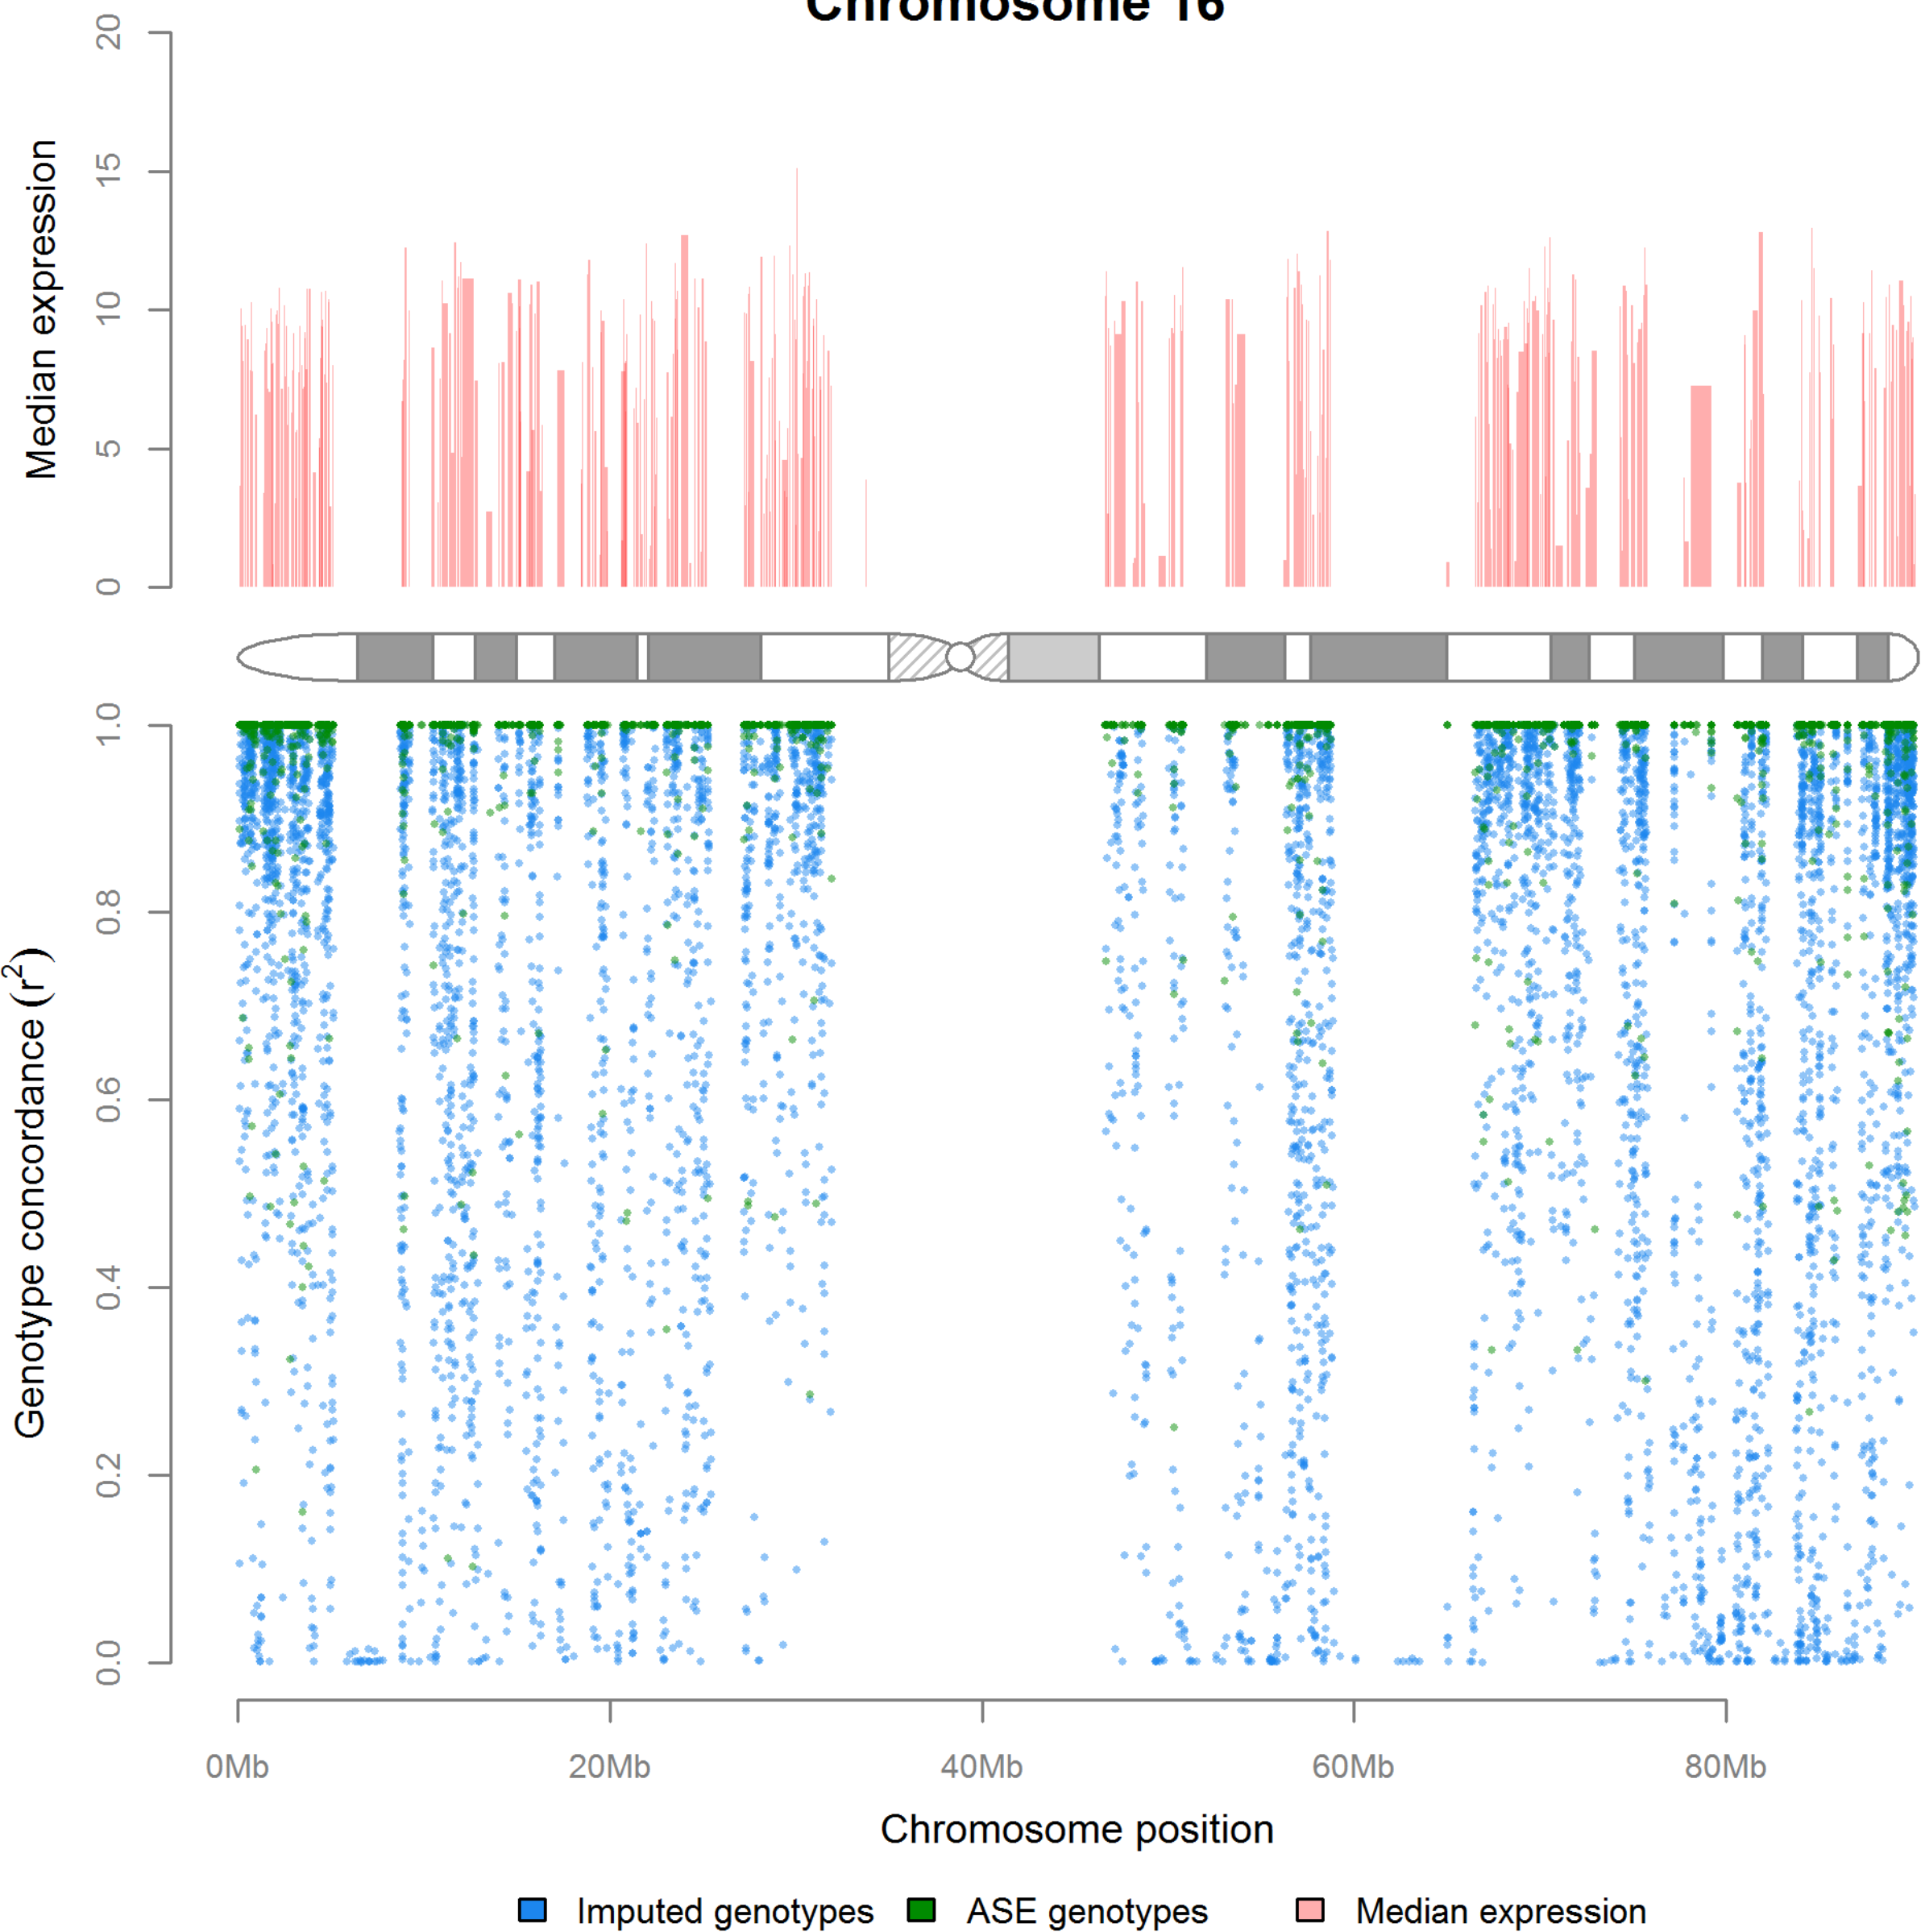 Chromosome 16
20
15
10
5
0
Median expression
1.0
0.8
0.6
0.4
0.2
0.0
Genotype concordance (r2)
0Mb 20Mb 40Mb 60Mb 80Mb
Chromosome position
Imputed genotypes ASE genotypes Median expression